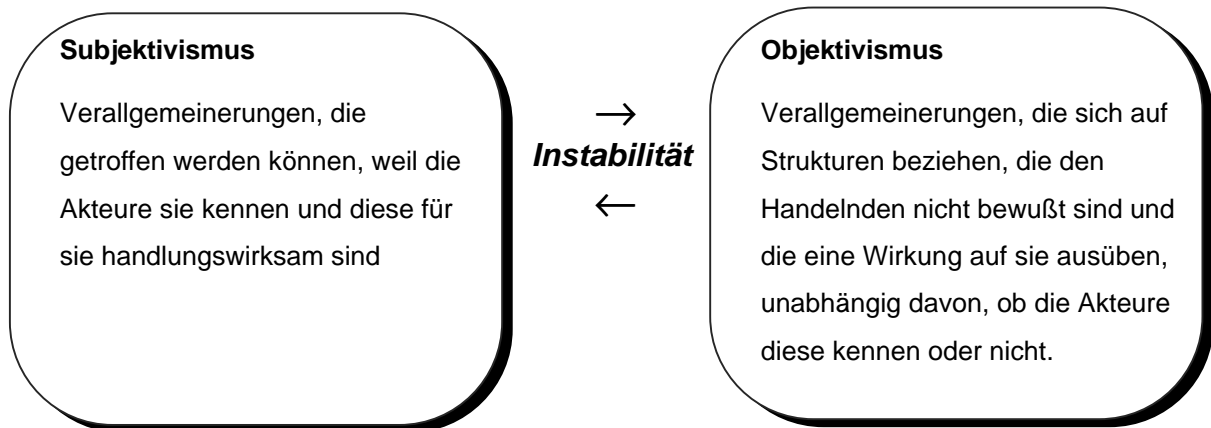 Subjektivismus
Verallgemeinerungen, die
getroffen werden können, weil die
Akteure sie kennen und diese für
sie handlungswirksam sind
→
Instabilität
←
Objektivismus
Verallgemeinerungen, die sich auf
Strukturen beziehen, die den
Handelnden nicht bewußt sind und
die eine Wirkung auf sie ausüben,
unabhängig davon, ob die Akteure
diese kennen oder nicht.